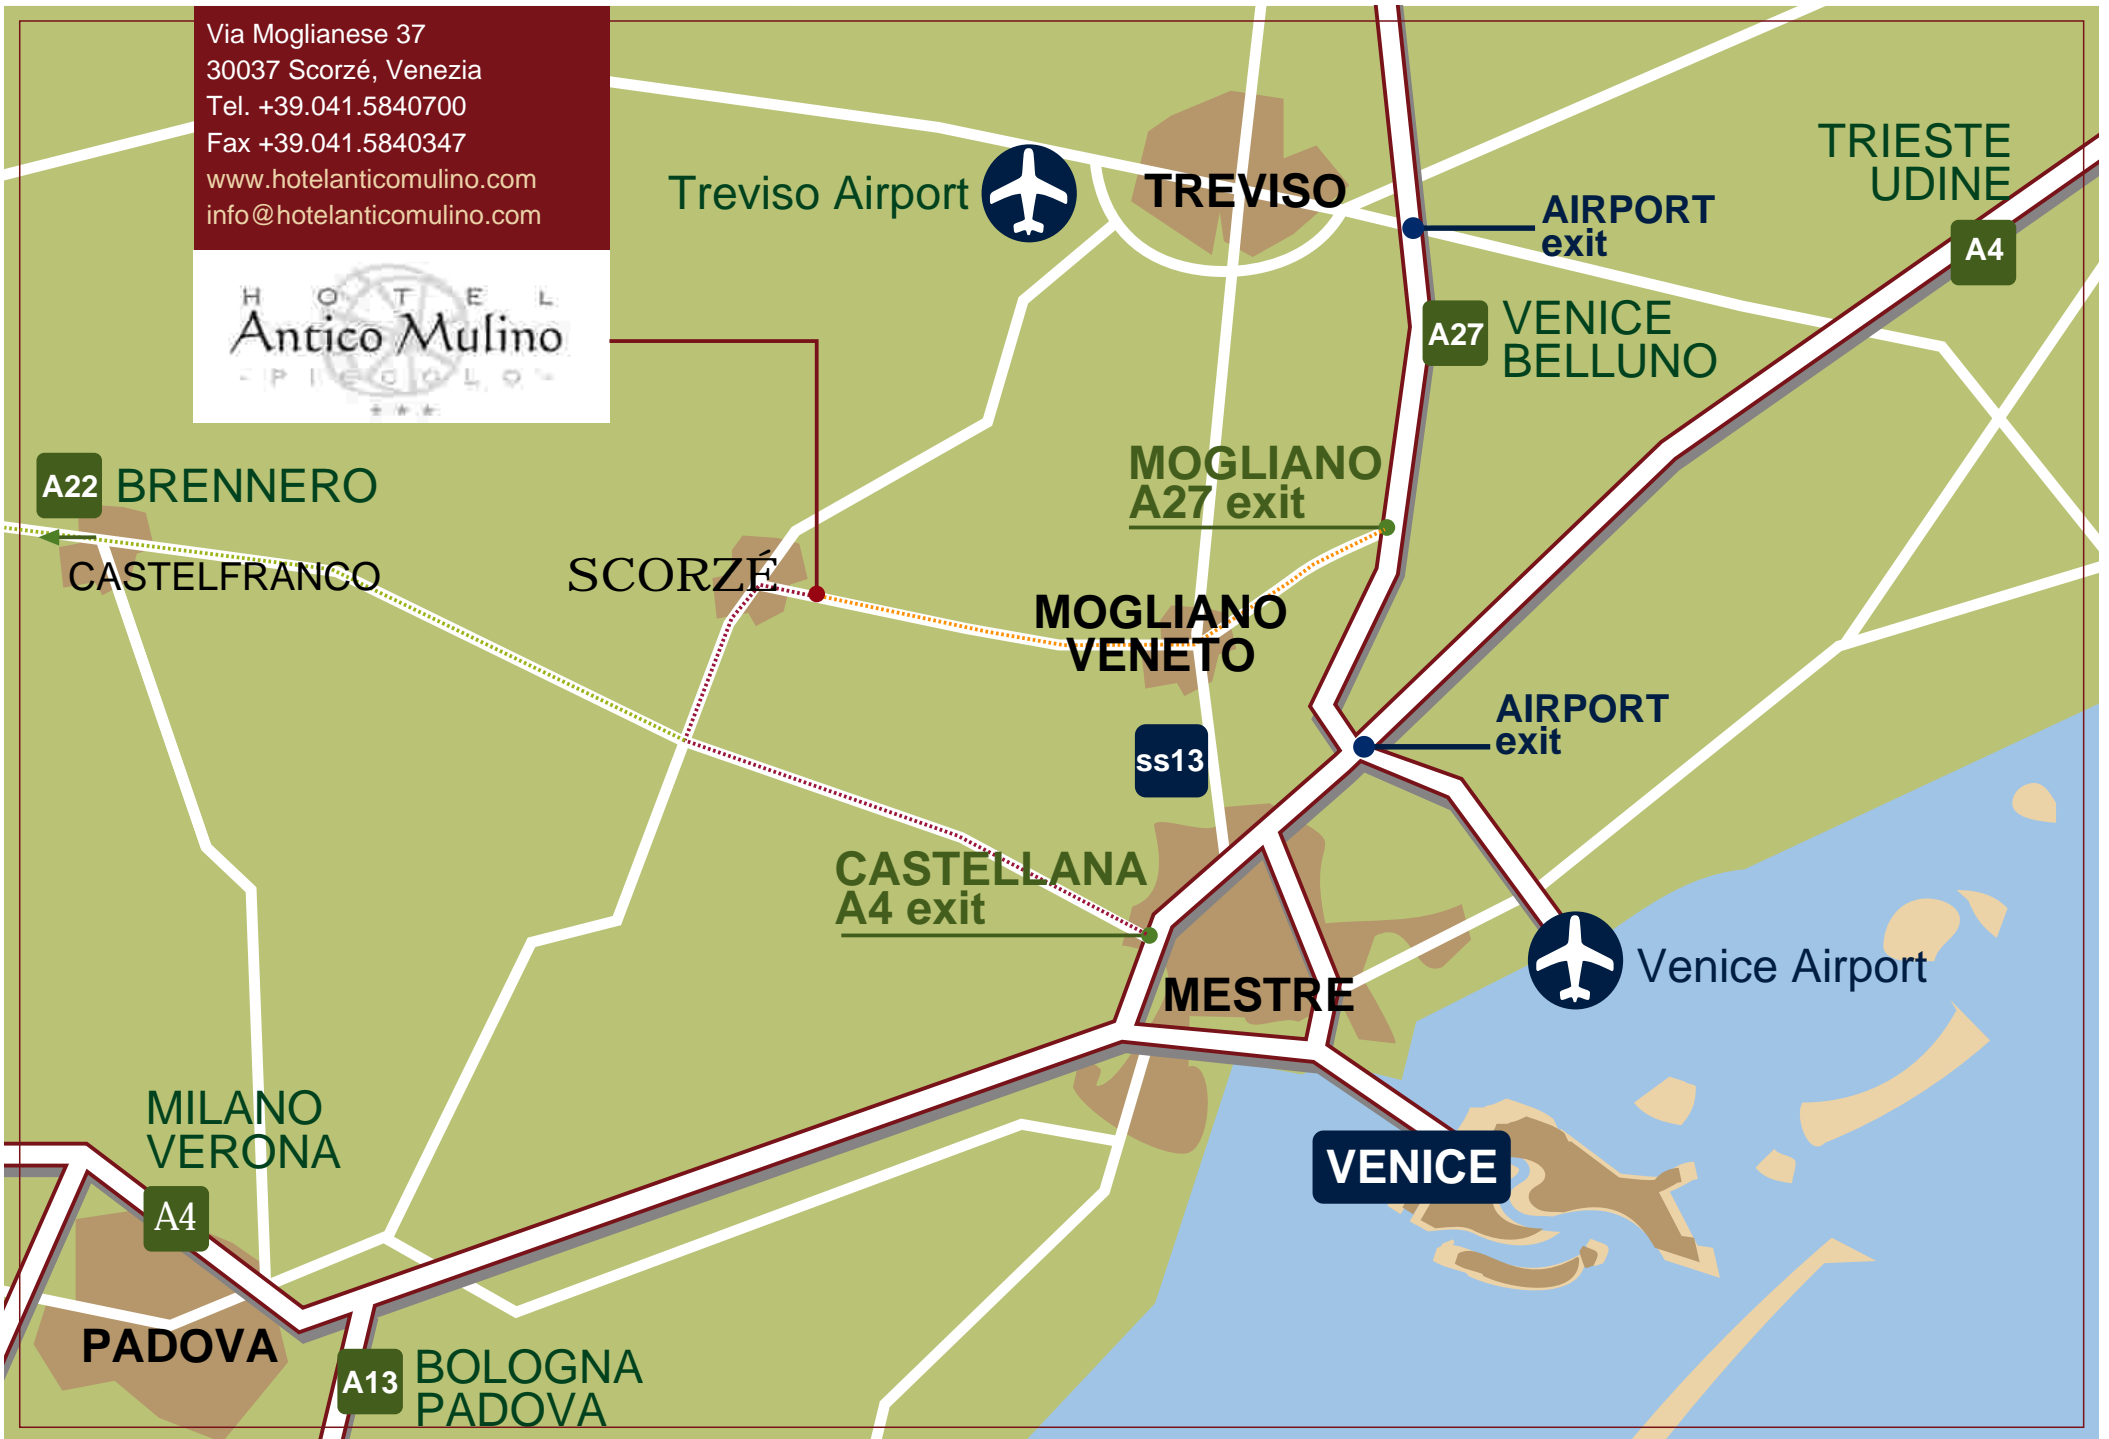 Via Moglianese 37
30037 Scorzé, Venezia
Tel. +39.041.5840700
Fax +39.041.5840347
www.hotelanticomulino.com
info@hotelanticomulino.com
HOTEL
Antico Mulino
- PICCOLO -
Treviso Airport
TREVISO
AIRPORT
exit
TRIESTE
UDINE
A4
A27
VENICE
BELLUNO
MOGLIANO
A27 exit
A22
BRENNERO
CASTELFRANCO
SCORZÉ
MOGLIANO
VENETO
ss13
AIRPORT
exit
CASTELLANA
A4 exit
MESTRE
Venice Airport
MILANO
VERONA
A4
VENICE
PADOVA
A13
BOLOGNA
PADOVA